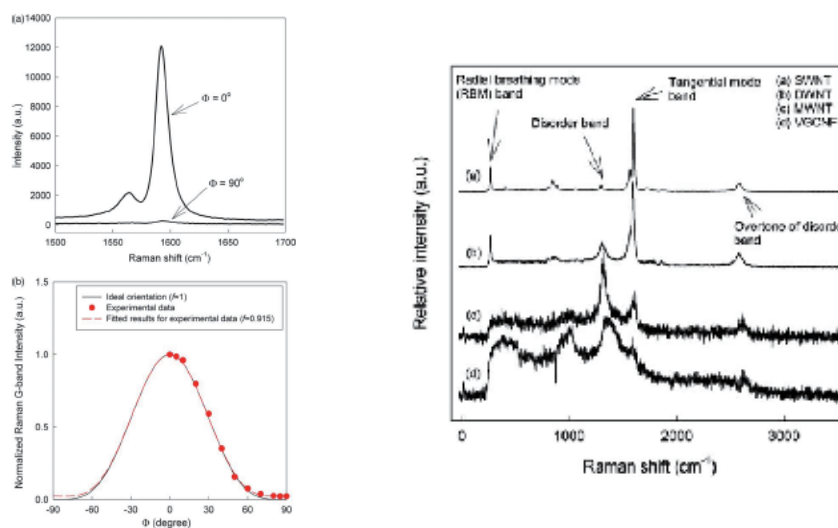 (a)
14000
12000
10000
8000
6000
4000
2000
0
Intensity (a.u.)
Φ = 0°
Φ = 90°
1500 1550 1600 1650 1700
Raman shift (cm⁻¹)
(b)
1.5
1.0
0.5
0.0
Normalized Raman G-band Intensity (a.u.)
Ideal orientation (f=1)
Experimental data
Fitted results for experimental data (f=0.915)
-90 -60 -30 0 30 60 90
Φ (degree)
Radial breathing mode
(RBM) band
Disorder band
Tangential mode
band
(a) SWNT
(b) DWNT
(c) MWNT
(d) VGCNF
(a)
(b)
(c)
(d)
Overtone of disorde
band
Relative intensity (a.u.)
0 1000 2000 3000
Raman shift (cm⁻¹)